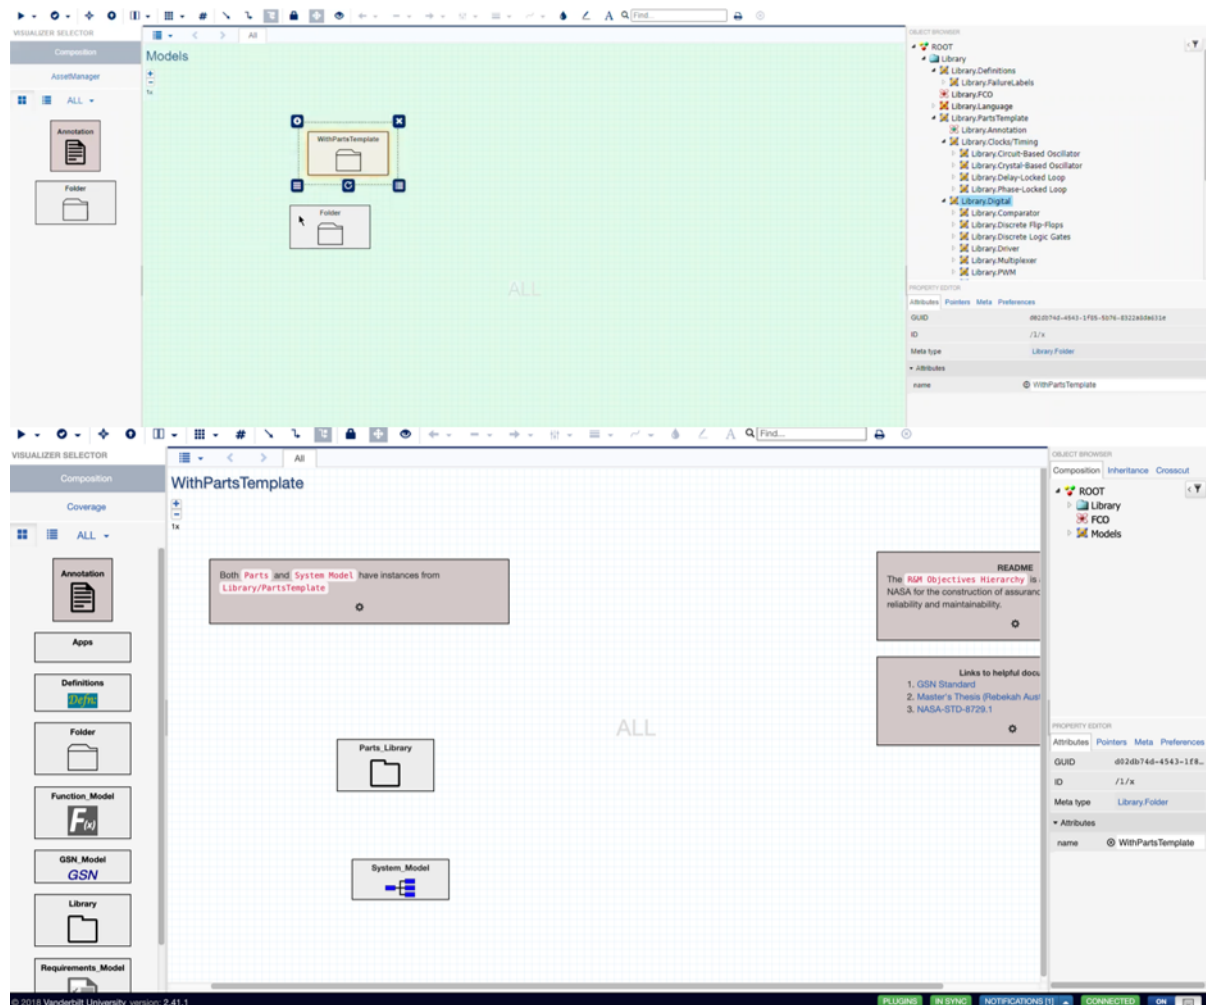 Find...
VISUALIZER SELECTOR
Composition
AssetManager
ALL
Annotation
Folder
All
Models
1x
WithPartsTemplate
Folder
ALL
OBJECT BROWSER
ROOT
Library
Library.Definitions
Library.FailureLabels
Library.FCO
Library.Language
Library.PartsTemplate
Library.Annotation
Library.Clocks/Timing
Library.Circuit-Based Oscillator
Library.Crystal-Based Oscillator
Library.Delay-Locked Loop
Library.Phase-Locked Loop
Library.Digital
Library.Comparator
Library.Discrete Flip-Flops
Library.Discrete Logic Gates
Library.Driver
Library.Multiplexer
Library.PWM
PROPERTY EDITOR
Attributes Pointers Meta Preferences
GUID
ID /1/x
Meta type Library.Folder
Attributes
name WithPartsTemplate
Find...
VISUALIZER SELECTOR
Composition
Coverage
ALL
Annotation
Apps
Definitions
Defn:
Folder
Function_Model
F(x)
GSN_Model
GSN
Library
Requirements_Model
All
WithPartsTemplate
1x
Both Parts and System Model have instances from
Library/PartsTemplate
README
The R&M Objectives Hierarchy is
NASA for the construction of assuranc
reliability and maintainability.
Links to helpful docu
1. GSN Standard
2. Master's Thesis (Rebekah Aust
3. NASA-STD-8729.1
ALL
Parts_Library
System_Model
OBJECT BROWSER
Composition Inheritance Crosscut
ROOT
Library
FCO
Models
PROPERTY EDITOR
Attributes Pointers Meta Preferences
GUID d02db74d-4543-1f8...
ID /1/x
Meta type Library.Folder
Attributes
name WithPartsTemplate
© 2018 Vanderbilt University version: 2.41.1
PLUGINS IN SYNC NOTIFICATIONS [1] CONNECTED ON